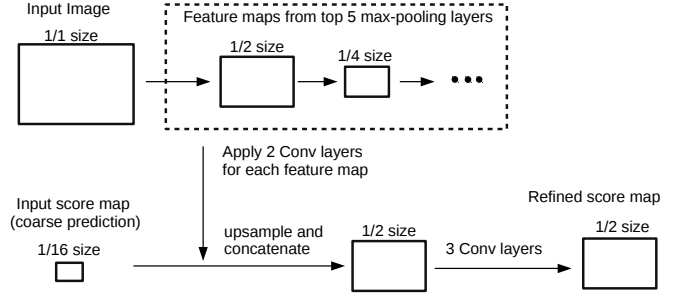 Input Image
1/1 size
Feature maps from top 5 max-pooling layers
1/2 size
1/4 size
Apply 2 Conv layers
for each feature map
Input score map
(coarse prediction)
1/16 size
upsample and
concatenate
1/2 size
3 Conv layers
Refined score map
1/2 size